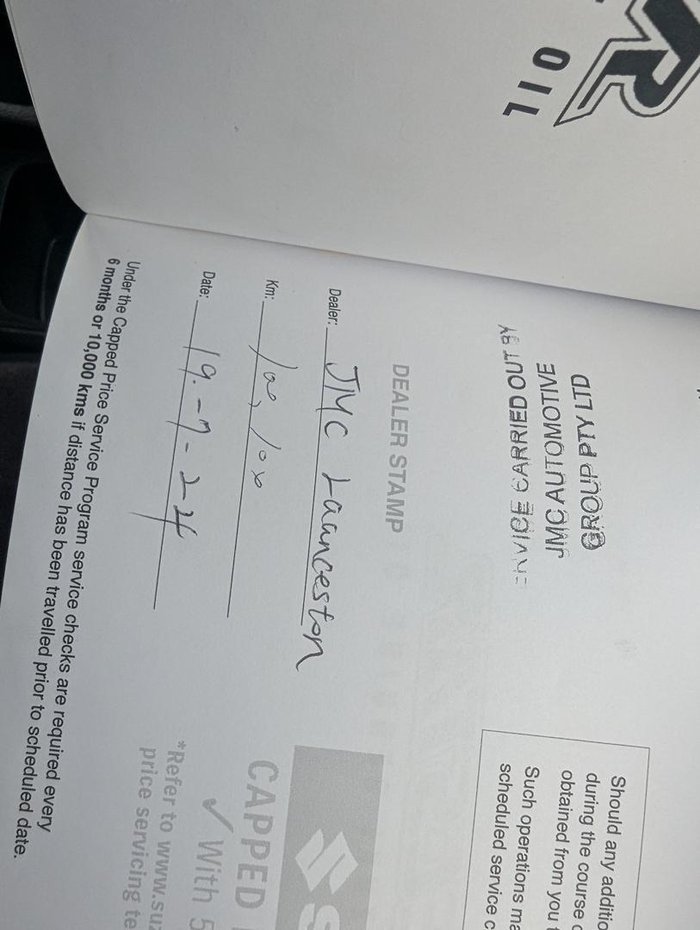 R
OIL
CARRIED OUT BY
JMC AUTOMOTIVE
GROUP PTY LTD
Should any additio
during the course
obtained from you
Such operations ma
scheduled service c
DEALER STAMP
Dealer: JMC Launceston
Km:
Date: 19.-7-24
Under the Capped Price Service Program service checks are required every
6 months or 10,000 kms if distance has been travelled prior to scheduled date.
S
CAPPED
✓ With 5
*Refer to www.suz
price servicing te